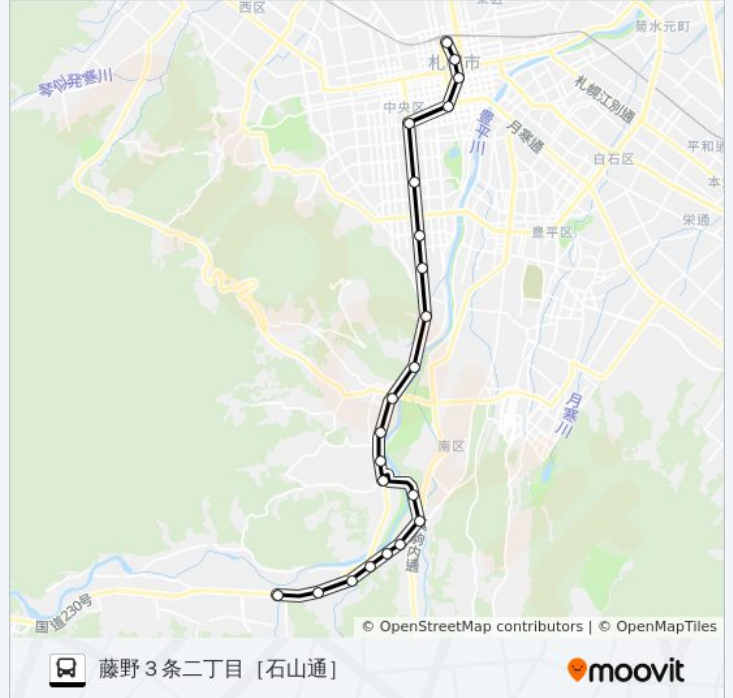 西区
菊水元町
琴似発寒川
札幌市
札幌江別通
中央区
豊平川
月寒通
平和通
白石区
本
栄通
豊平区
月寒川
南区
駒内通
国道230号
© OpenStreetMap contributors | © OpenMapTiles
藤野３条二丁目［石山通］
moovit